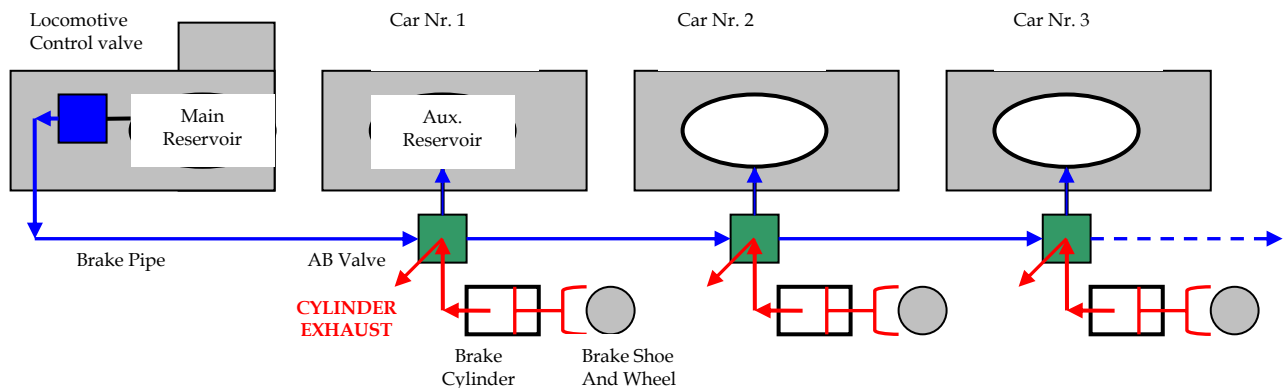 Locomotive
Control valve
Car Nr. 1
Car Nr. 2
Car Nr. 3
Main
Reservoir
Aux.
Reservoir
Brake Pipe
AB Valve
CYLINDER
EXHAUST
Brake
Cylinder
Brake Shoe
And Wheel